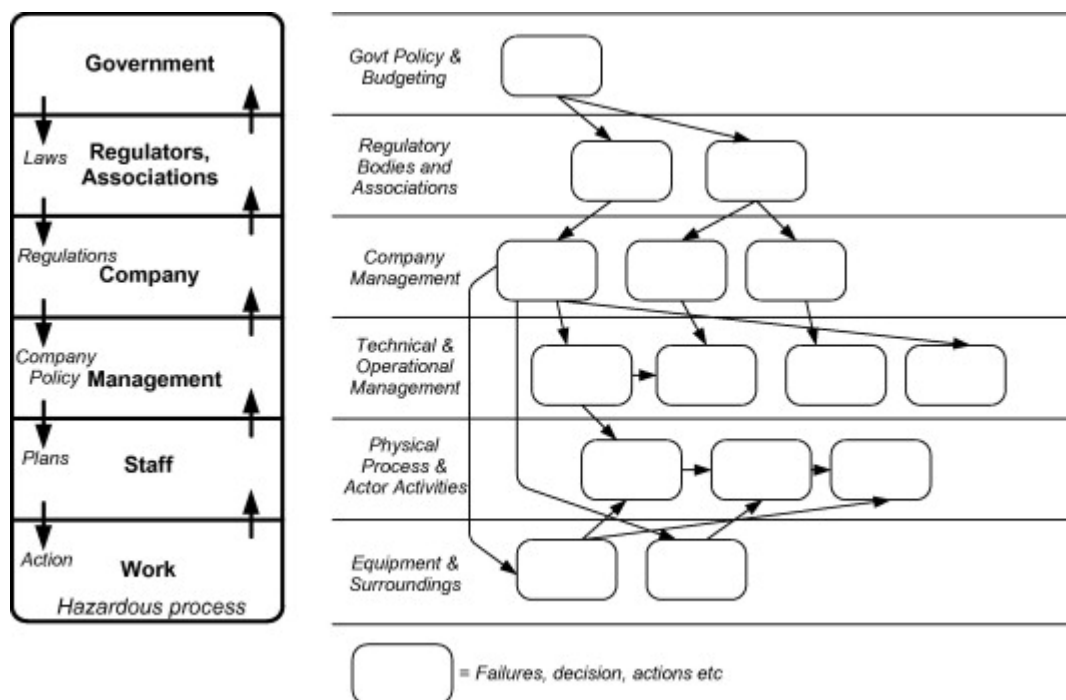 Government
Laws
Regulators,
Associations
Regulations
Company
Company
Policy
Management
Plans
Staff
Action
Work
Hazardous process
Govt Policy &
Budgeting
Regulatory
Bodies and
Associations
Company
Management
Technical &
Operational
Management
Physical
Process &
Actor Activities
Equipment &
Surroundings
= Failures, decision, actions etc